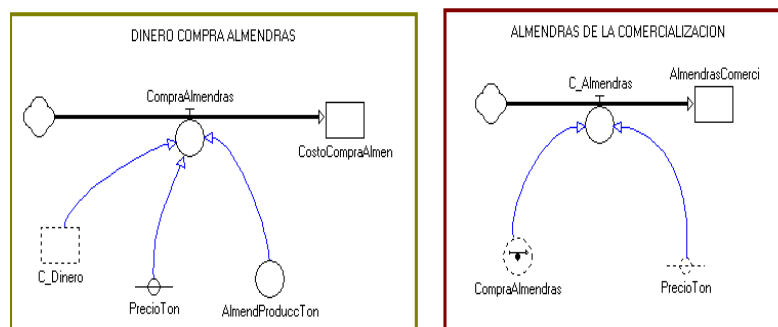 DINERO COMPRA ALMENDRAS
CompraAlmendras
CostoCompraAlmen
C_Dinero
PrecioTon
AlmendProduccTon
ALMENDRAS DE LA COMERCIALIZACION
C_Almendras
AlmendrasComerci
CompraAlmendras
PrecioTon